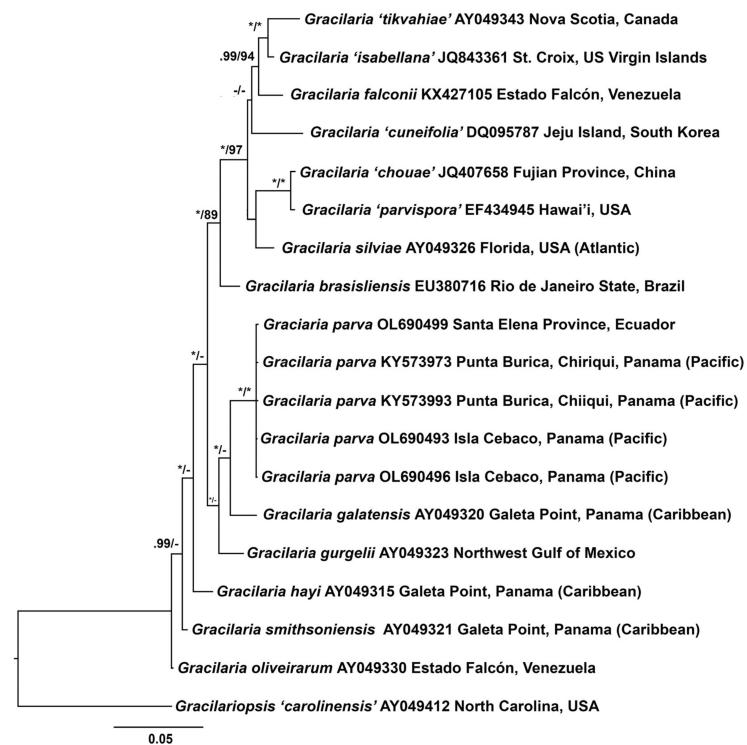 Gracilaria ‘tikvahiae’ AY049343 Nova Scotia, Canada
*/*
.99/94
Gracilaria ‘isabellana’ JQ843361 St. Croix, US Virgin Islands
-/-
Gracilaria falconii KX427105 Estado Falcón, Venezuela
Gracilaria ‘cuneifolia’ DQ095787 Jeju Island, South Korea
*/97
Gracilaria ‘chouae’ JQ407658 Fujian Province, China
*/*
Gracilaria ‘parvispora’ EF434945 Hawai’i, USA
*/89
Gracilaria silviae AY049326 Florida, USA (Atlantic)
Gracilaria brasisliensis EU380716 Rio de Janeiro State, Brazil
Graciaria parva OL690499 Santa Elena Province, Ecuador
*/-
Gracilaria parva KY573973 Punta Burica, Chiriqui, Panama (Pacific)
*/*
Gracilaria parva KY573993 Punta Burica, Chiiqui, Panama (Pacific)
Gracilaria parva OL690493 Isla Cebaco, Panama (Pacific)
*/-
*/-
Gracilaria parva OL690496 Isla Cebaco, Panama (Pacific)
*/-
Gracilaria galatensis AY049320 Galeta Point, Panama (Caribbean)
.99/-
Gracilaria gurgelii AY049323 Northwest Gulf of Mexico
Gracilaria hayi AY049315 Galeta Point, Panama (Caribbean)
Gracilaria smithsoniensis AY049321 Galeta Point, Panama (Caribbean)
Gracilaria oliveirarum AY049330 Estado Falcón, Venezuela
Gracilariopsis ‘carolinensis’ AY049412 North Carolina, USA
0.05